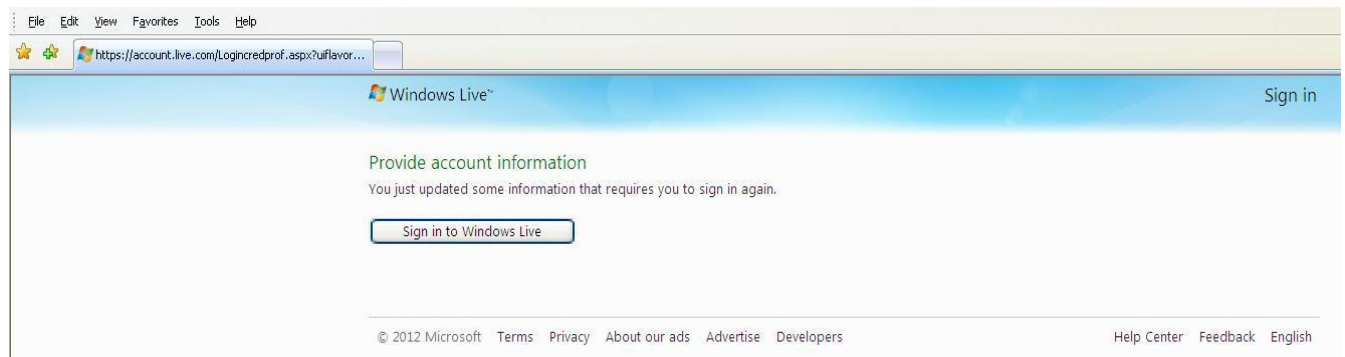 File Edit View Favorites Tools Help
https://account.live.com/Logincredprof.aspx?uiflavor...
Windows Live™ Sign in
Provide account information
You just updated some information that requires you to sign in again.
Sign in to Windows Live
© 2012 Microsoft Terms Privacy About our ads Advertise Developers Help Center Feedback English